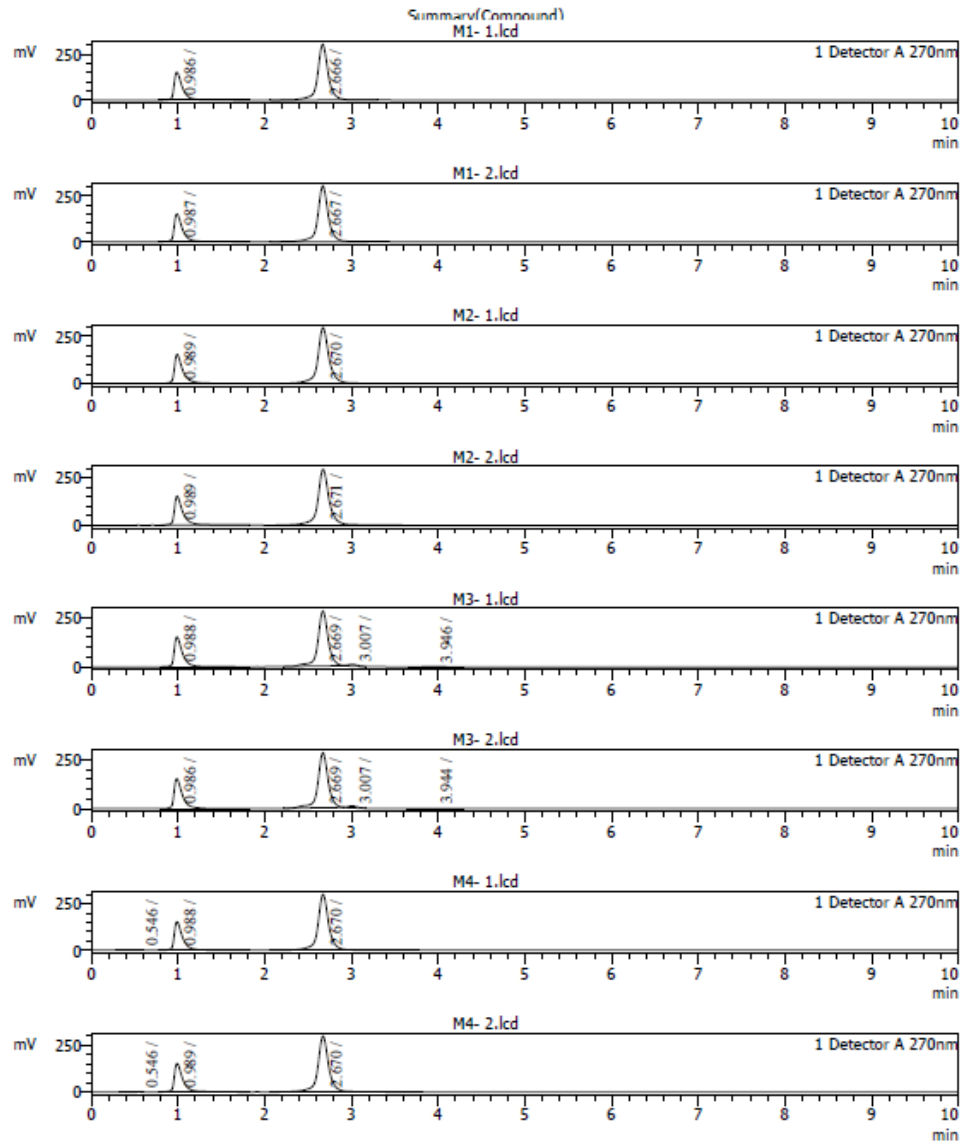 Summary(Compound)
M1- 1.lcd
mV 250 0.986 / 2.666 / 1 Detector A 270nm
0
0 1 2 3 4 5 6 7 8 9 10
min
M1- 2.lcd
mV 250 0.987 / 2.667 / 1 Detector A 270nm
0
0 1 2 3 4 5 6 7 8 9 10
min
M2- 1.lcd
mV 250 0.989 / 2.670 / 1 Detector A 270nm
0
0 1 2 3 4 5 6 7 8 9 10
min
M2- 2.lcd
mV 250 0.989 / 2.671 / 1 Detector A 270nm
0
0 1 2 3 4 5 6 7 8 9 10
min
M3- 1.lcd
mV 250 0.988 / 2.669 / 3.007 / 3.946 / 1 Detector A 270nm
0
0 1 2 3 4 5 6 7 8 9 10
min
M3- 2.lcd
mV 250 0.986 / 2.669 / 3.007 / 3.944 / 1 Detector A 270nm
0
0 1 2 3 4 5 6 7 8 9 10
min
M4- 1.lcd
mV 250 0.546 / 0.988 / 2.670 / 1 Detector A 270nm
0
0 1 2 3 4 5 6 7 8 9 10
min
M4- 2.lcd
mV 250 0.546 / 0.989 / 2.670 / 1 Detector A 270nm
0
0 1 2 3 4 5 6 7 8 9 10
min